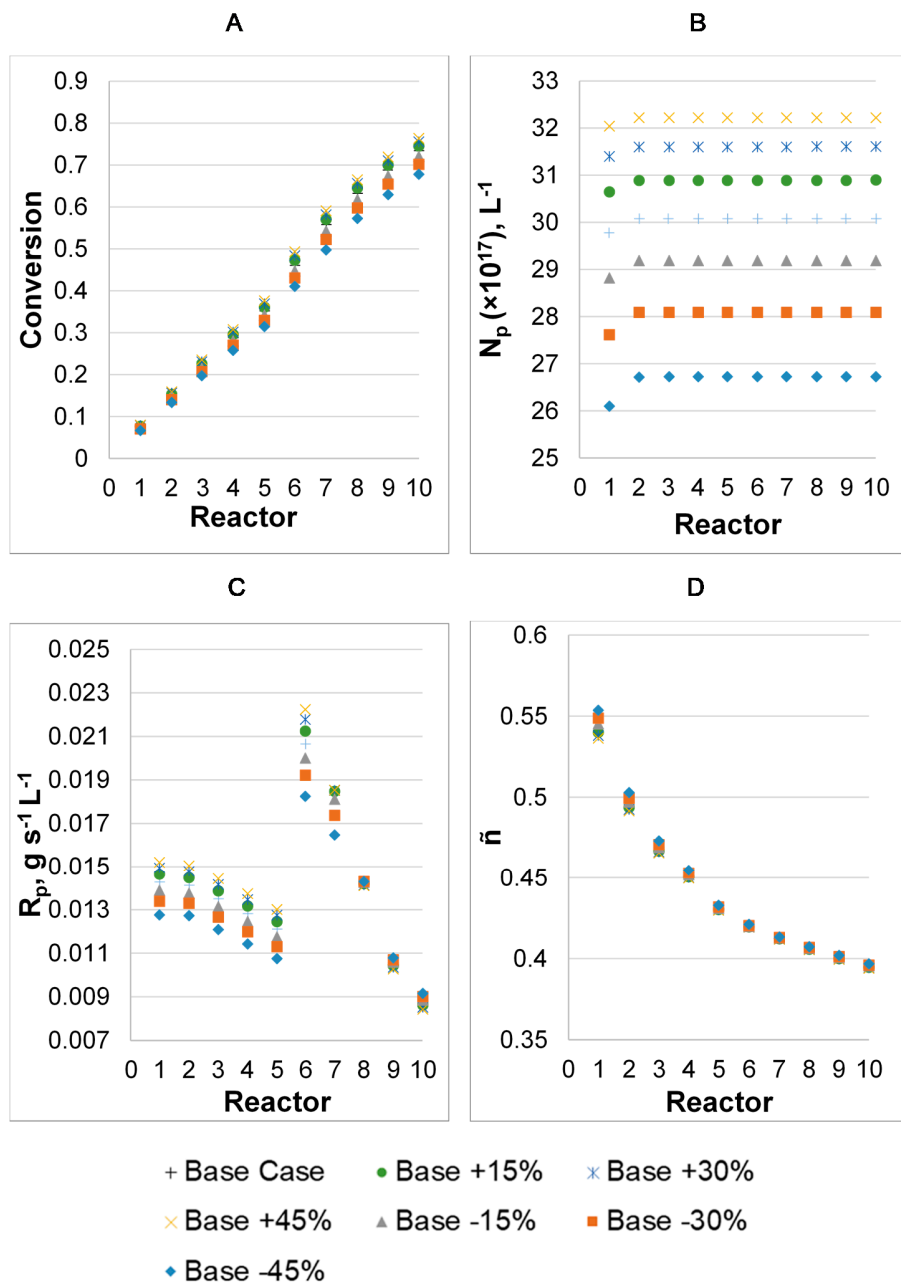 A
Conversion
0.9
0.8
0.7
0.6
0.5
0.4
0.3
0.2
0.1
0
0 1 2 3 4 5 6 7 8 9 10
Reactor
B
Nₚ (×10¹⁷), L⁻¹
33
32
31
30
29
28
27
26
25
0 1 2 3 4 5 6 7 8 9 10
Reactor
C
Rₚ, g s⁻¹ L⁻¹
0.025
0.023
0.021
0.019
0.017
0.015
0.013
0.011
0.009
0.007
0 1 2 3 4 5 6 7 8 9 10
Reactor
D
ñ
0.6
0.55
0.5
0.45
0.4
0.35
0 1 2 3 4 5 6 7 8 9 10
Reactor
Base Case Base +15% Base +30%
Base +45% Base -15% Base -30%
Base -45%